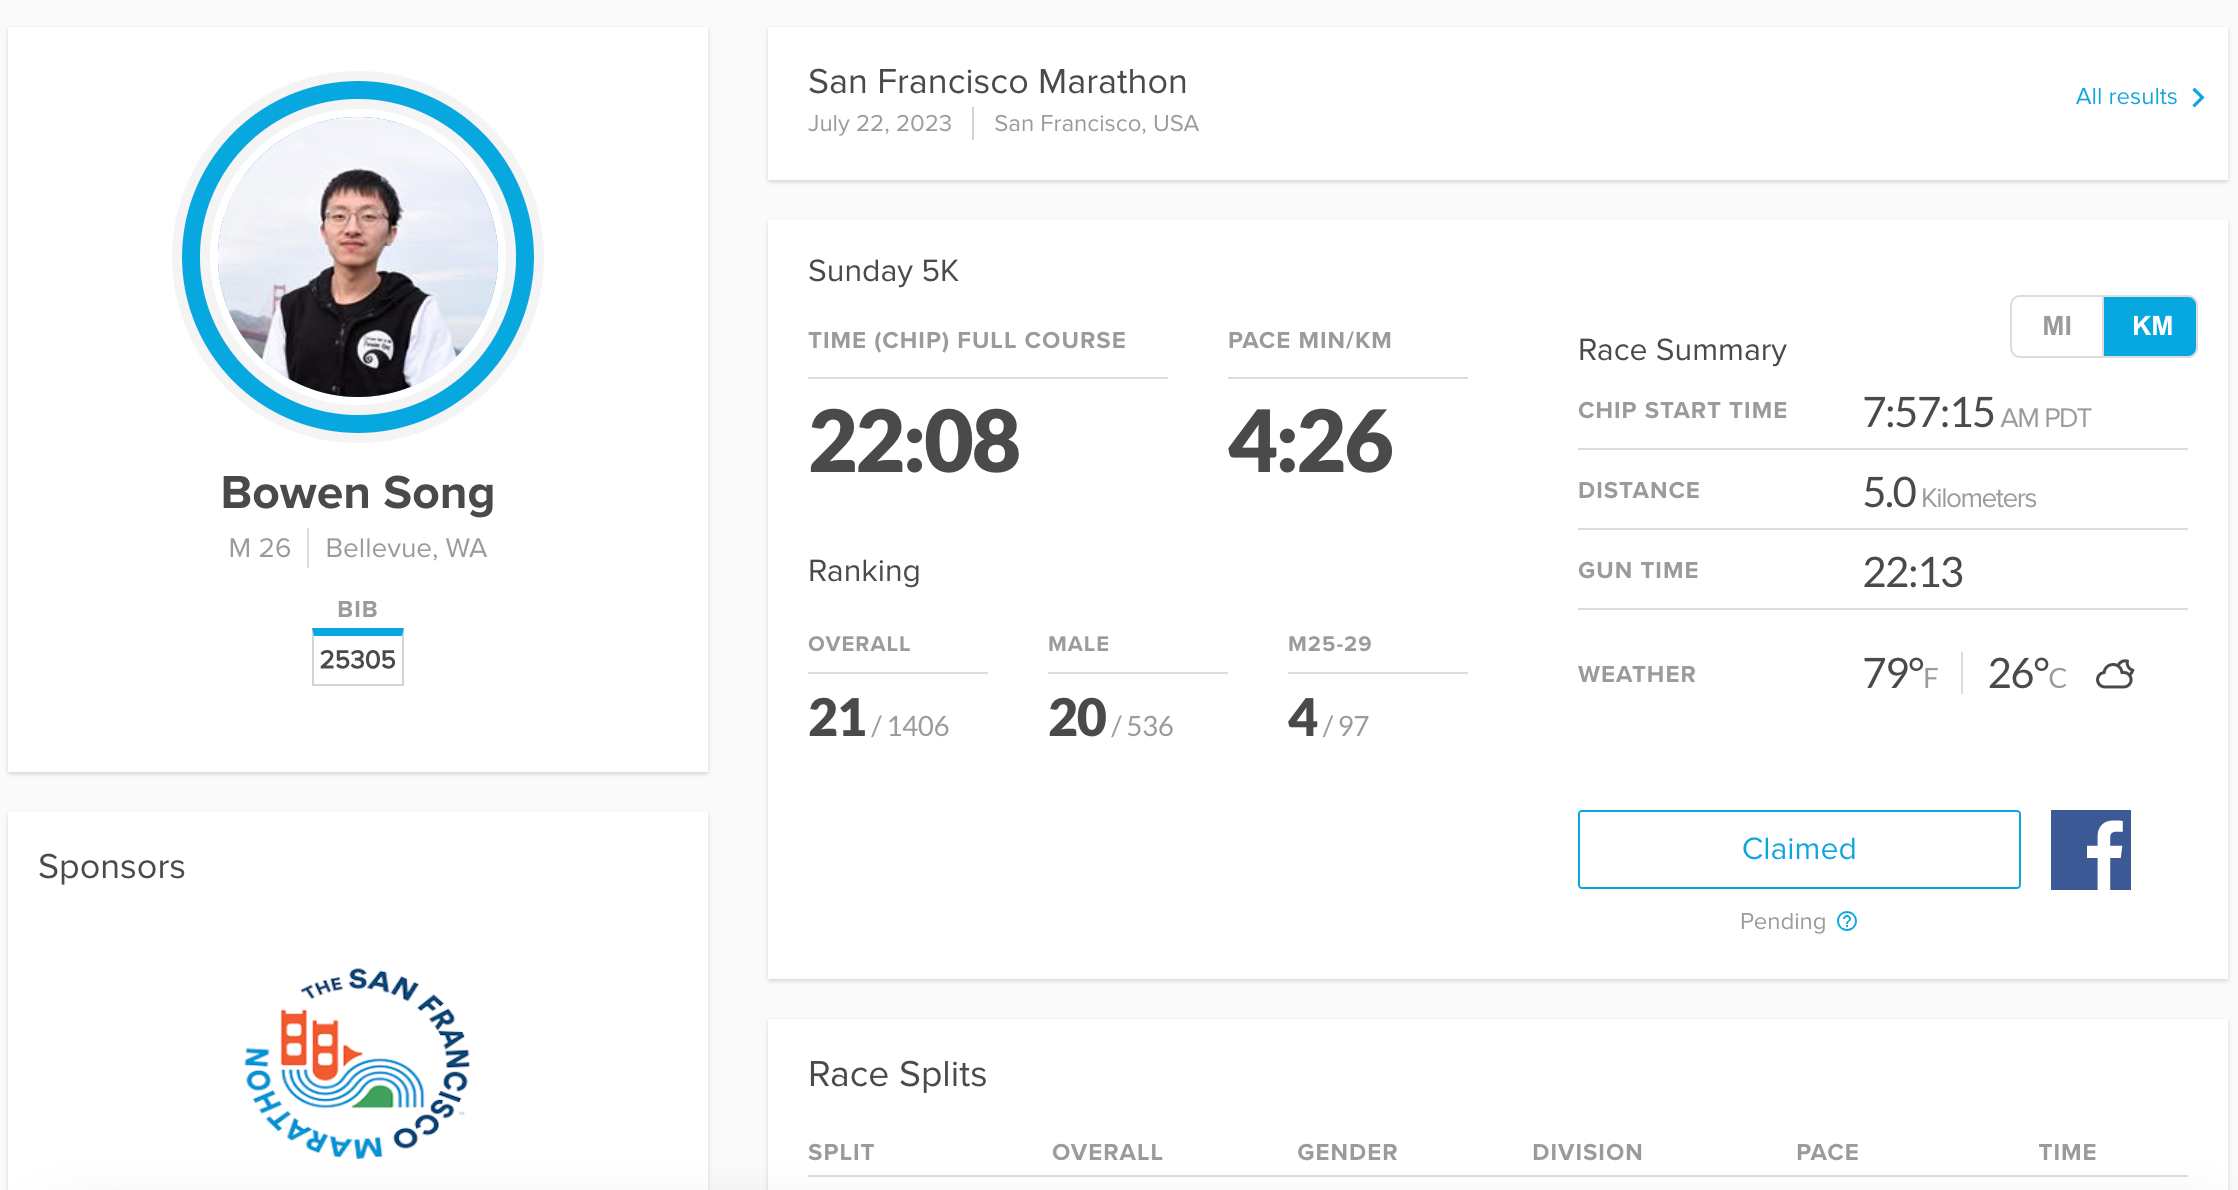 Bowen Song
M 26 | Bellevue, WA
BIB
25305
Sponsors
THE SAN FRANCISCO MARATHON
San Francisco Marathon
July 22, 2023 | San Francisco, USA
All results
Sunday 5K
TIME (CHIP) FULL COURSE
22:08
PACE MIN/KM
4:26
Ranking
OVERALL
21 / 1406
MALE
20 / 536
M25-29
4 / 97
MI KM
Race Summary
CHIP START TIME 7:57:15 AM PDT
DISTANCE 5.0 Kilometers
GUN TIME 22:13
WEATHER 79°F | 26°C
Claimed
f
Pending ?
Race Splits
SPLIT OVERALL GENDER DIVISION PACE TIME